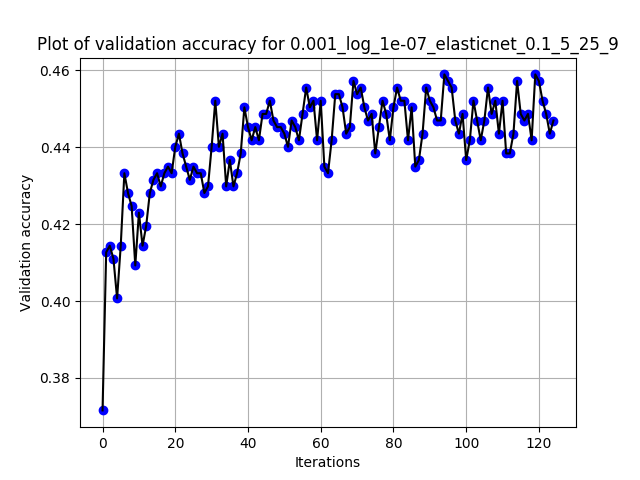 Plot of validation accuracy for 0.001_log_1e-07_elasticnet_0.1_5_25_9
0.46
0.44
0.42
0.40
0.38
Validation accuracy
0 20 40 60 80 100 120
Iterations